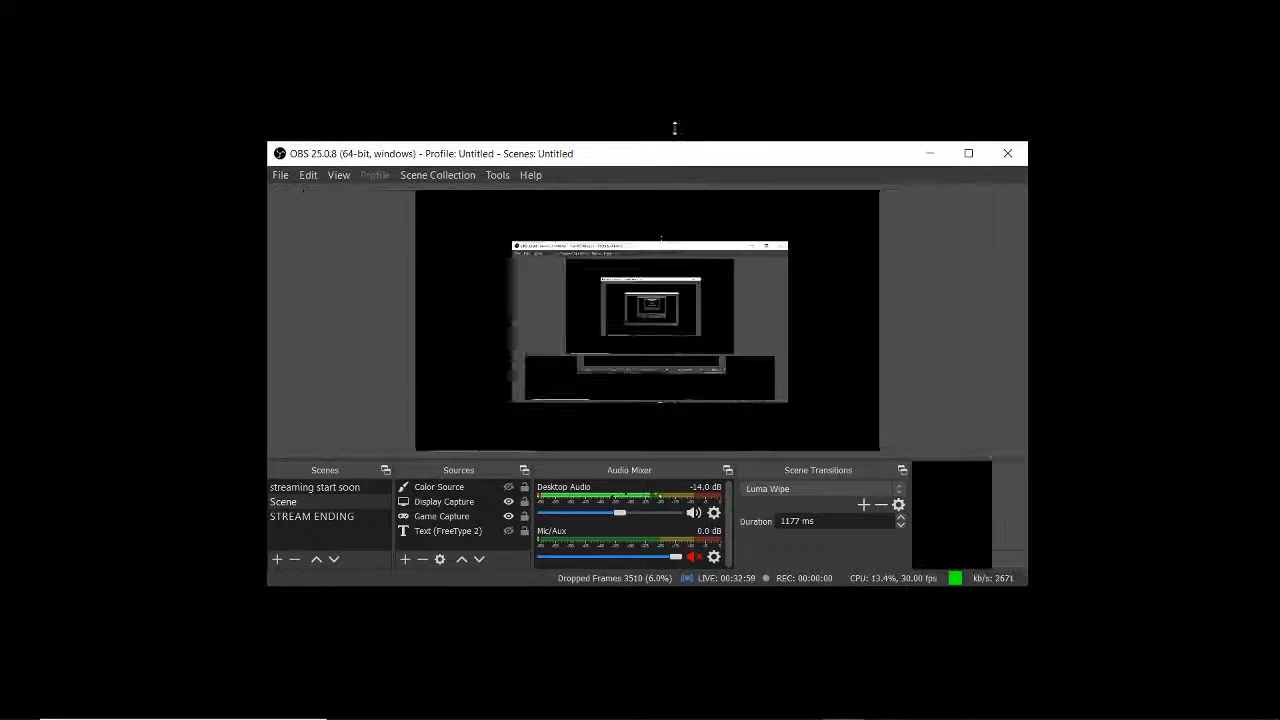 OBS 25.0.8 (64-bit, windows) - Profile: Untitled - Scenes: Untitled
File Edit View Profile Scene Collection Tools Help
Scenes
streaming start soon
Scene
STREAM ENDING
Sources
Color Source
Display Capture
Game Capture
Text (FreeType 2)
Audio Mixer
Desktop Audio -14.0 dB
Mic/Aux 0.0 dB
Scene Transitions
Luma Wipe
Duration 1177 ms
Dropped Frames 3510 (6.0%) LIVE: 00:32:59 REC: 00:00:00 CPU: 13.4%, 30.00 fps kb/s: 2671